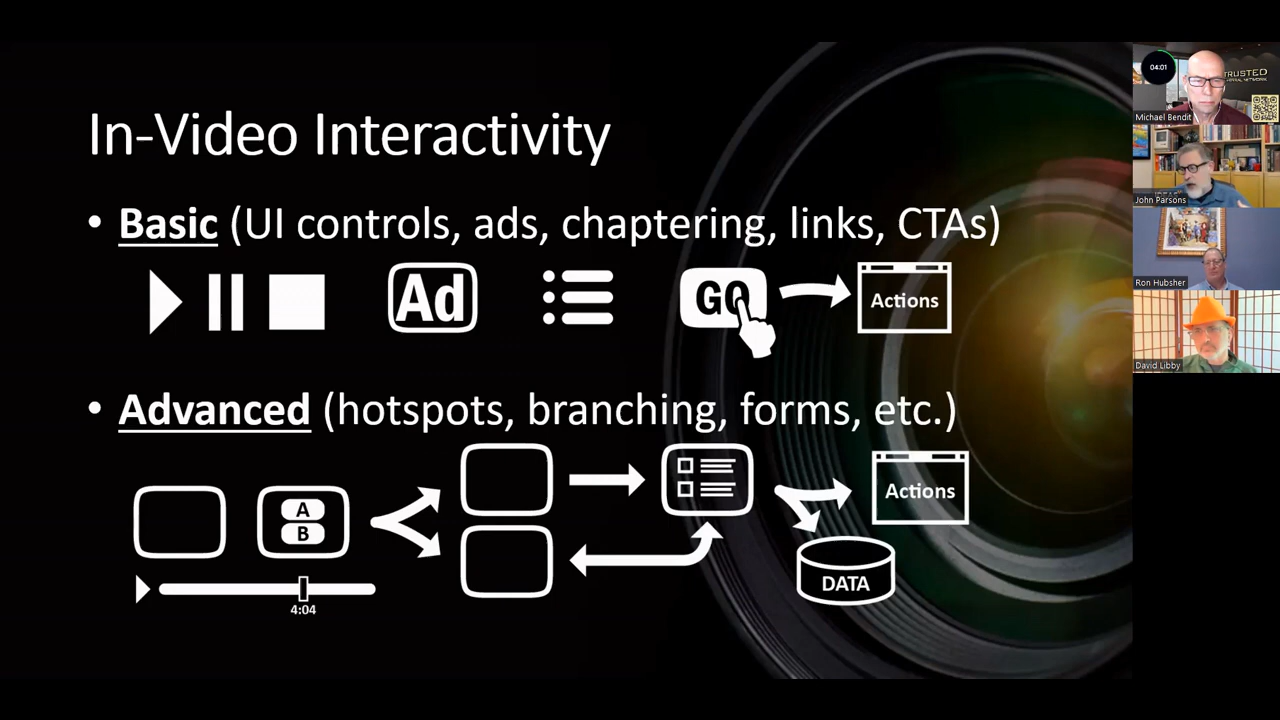 In-Video Interactivity
• Basic (UI controls, ads, chaptering, links, CTAs)
Ad
GO
Actions
• Advanced (hotspots, branching, forms, etc.)
A
B
4:04
Actions
DATA
04:01
TRUSTED
Michael Bendit
John Parsons
Ron Hubsher
David Libby